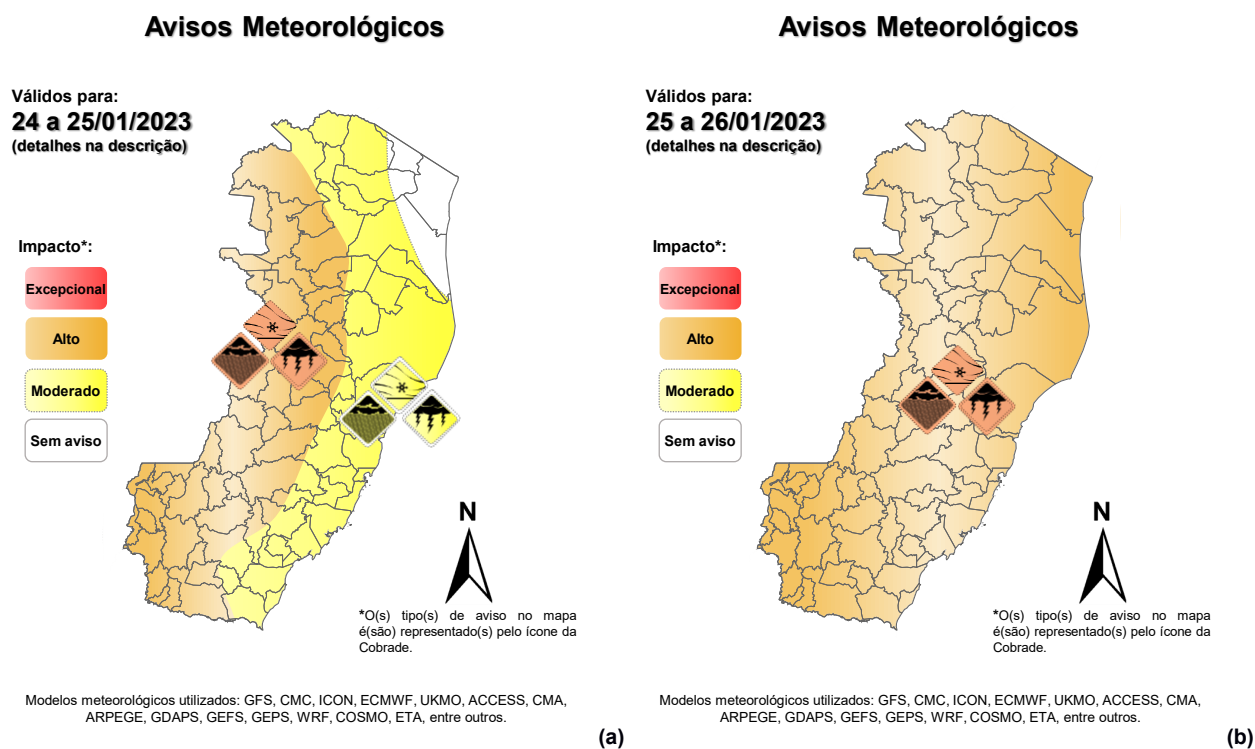 Avisos Meteorológicos
Válidos para:
24 a 25/01/2023
(detalhes na descrição)
Impacto*:
Excepcional
Alto
Moderado
Sem aviso
N
*O(s) tipo(s) de aviso no mapa
é(são) representado(s) pelo ícone da
Cobrade.
Modelos meteorológicos utilizados: GFS, CMC, ICON, ECMWF, UKMO, ACCESS, CMA,
ARPEGE, GDAPS, GEFS, GEPS, WRF, COSMO, ETA, entre outros.
(a)
Avisos Meteorológicos
Válidos para:
25 a 26/01/2023
(detalhes na descrição)
Impacto*:
Excepcional
Alto
Moderado
Sem aviso
N
*O(s) tipo(s) de aviso no mapa
é(são) representado(s) pelo ícone da
Cobrade.
Modelos meteorológicos utilizados: GFS, CMC, ICON, ECMWF, UKMO, ACCESS, CMA,
ARPEGE, GDAPS, GEFS, GEPS, WRF, COSMO, ETA, entre outros.
(b)